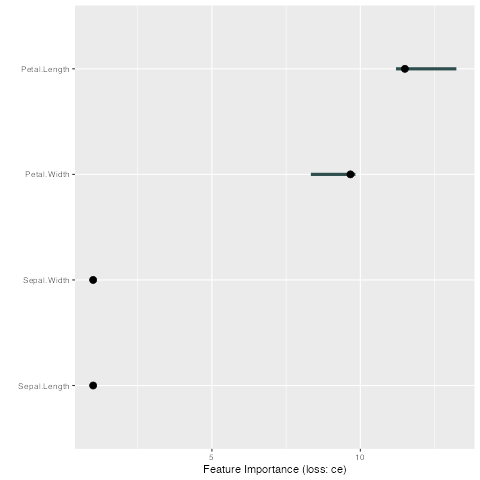 Petal.Length
Petal.Width
Sepal.Width
Sepal.Length
5
10
Feature Importance (loss: ce)